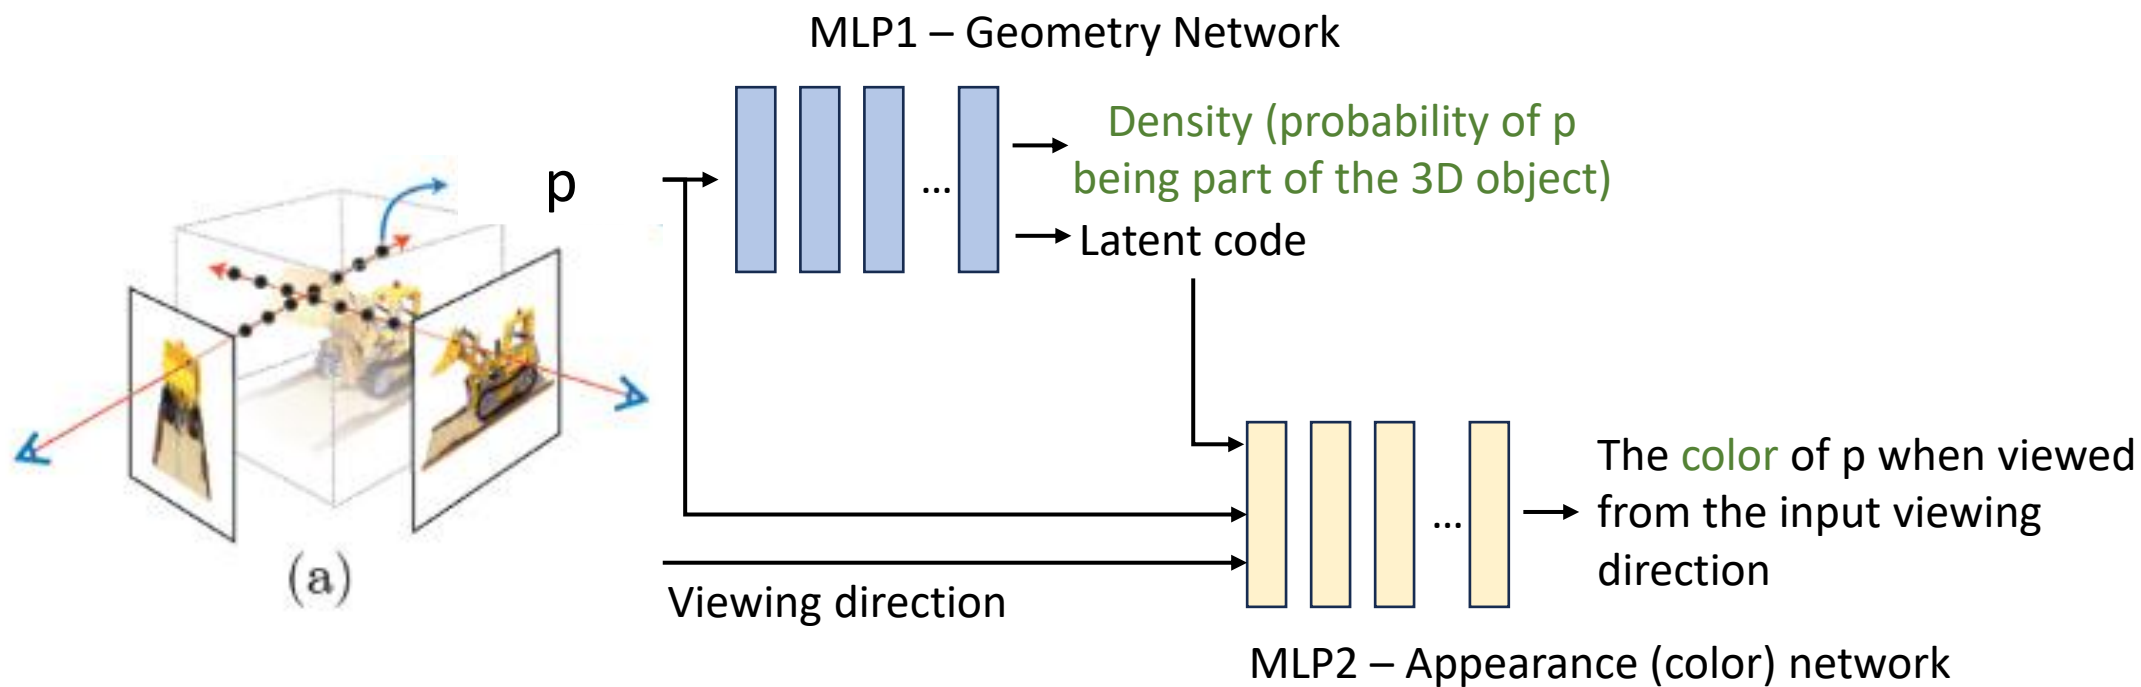 MLP1 – Geometry Network
Density (probability of p
being part of the 3D object)
p
...
Latent code
(a)
Viewing direction
...
The color of p when viewed
from the input viewing
direction
MLP2 – Appearance (color) network